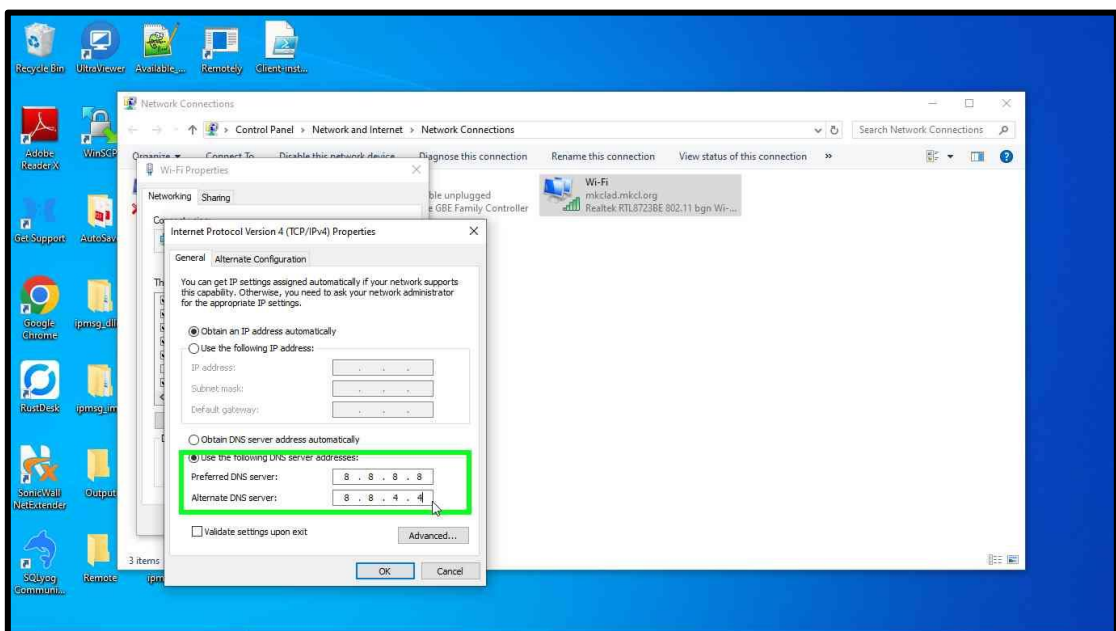 Recycle Bin
UltraViewer
Available_...
Remotely
Client-inst...
Adobe Reader X
WinSCP
Get Support
AutoSav
Google Chrome
ipmsg_dll
RustDesk
ipmsg_im
SonicWall NetExtender
Output
SQLyog Communi...
Remote
ipm
Network Connections
Control Panel > Network and Internet > Network Connections
Search Network Connections
Organize
Connect To
Disable this network device
Diagnose this connection
Rename this connection
View status of this connection
»
ble unplugged
e GBE Family Controller
Wi-Fi
mkclad.mkcl.org
Realtek RTL8723BE 802.11 bgn Wi-...
3 items
Wi-Fi Properties
Networking
Sharing
Co
Th
Internet Protocol Version 4 (TCP/IPv4) Properties
General
Alternate Configuration
You can get IP settings assigned automatically if your network supports
this capability. Otherwise, you need to ask your network administrator
for the appropriate IP settings.
Obtain an IP address automatically
Use the following IP address:
IP address:
Subnet mask:
Default gateway:
Obtain DNS server address automatically
Use the following DNS server addresses:
Preferred DNS server: 8 . 8 . 8 . 8
Alternate DNS server: 8 . 8 . 4 . 4
Validate settings upon exit
Advanced...
OK
Cancel